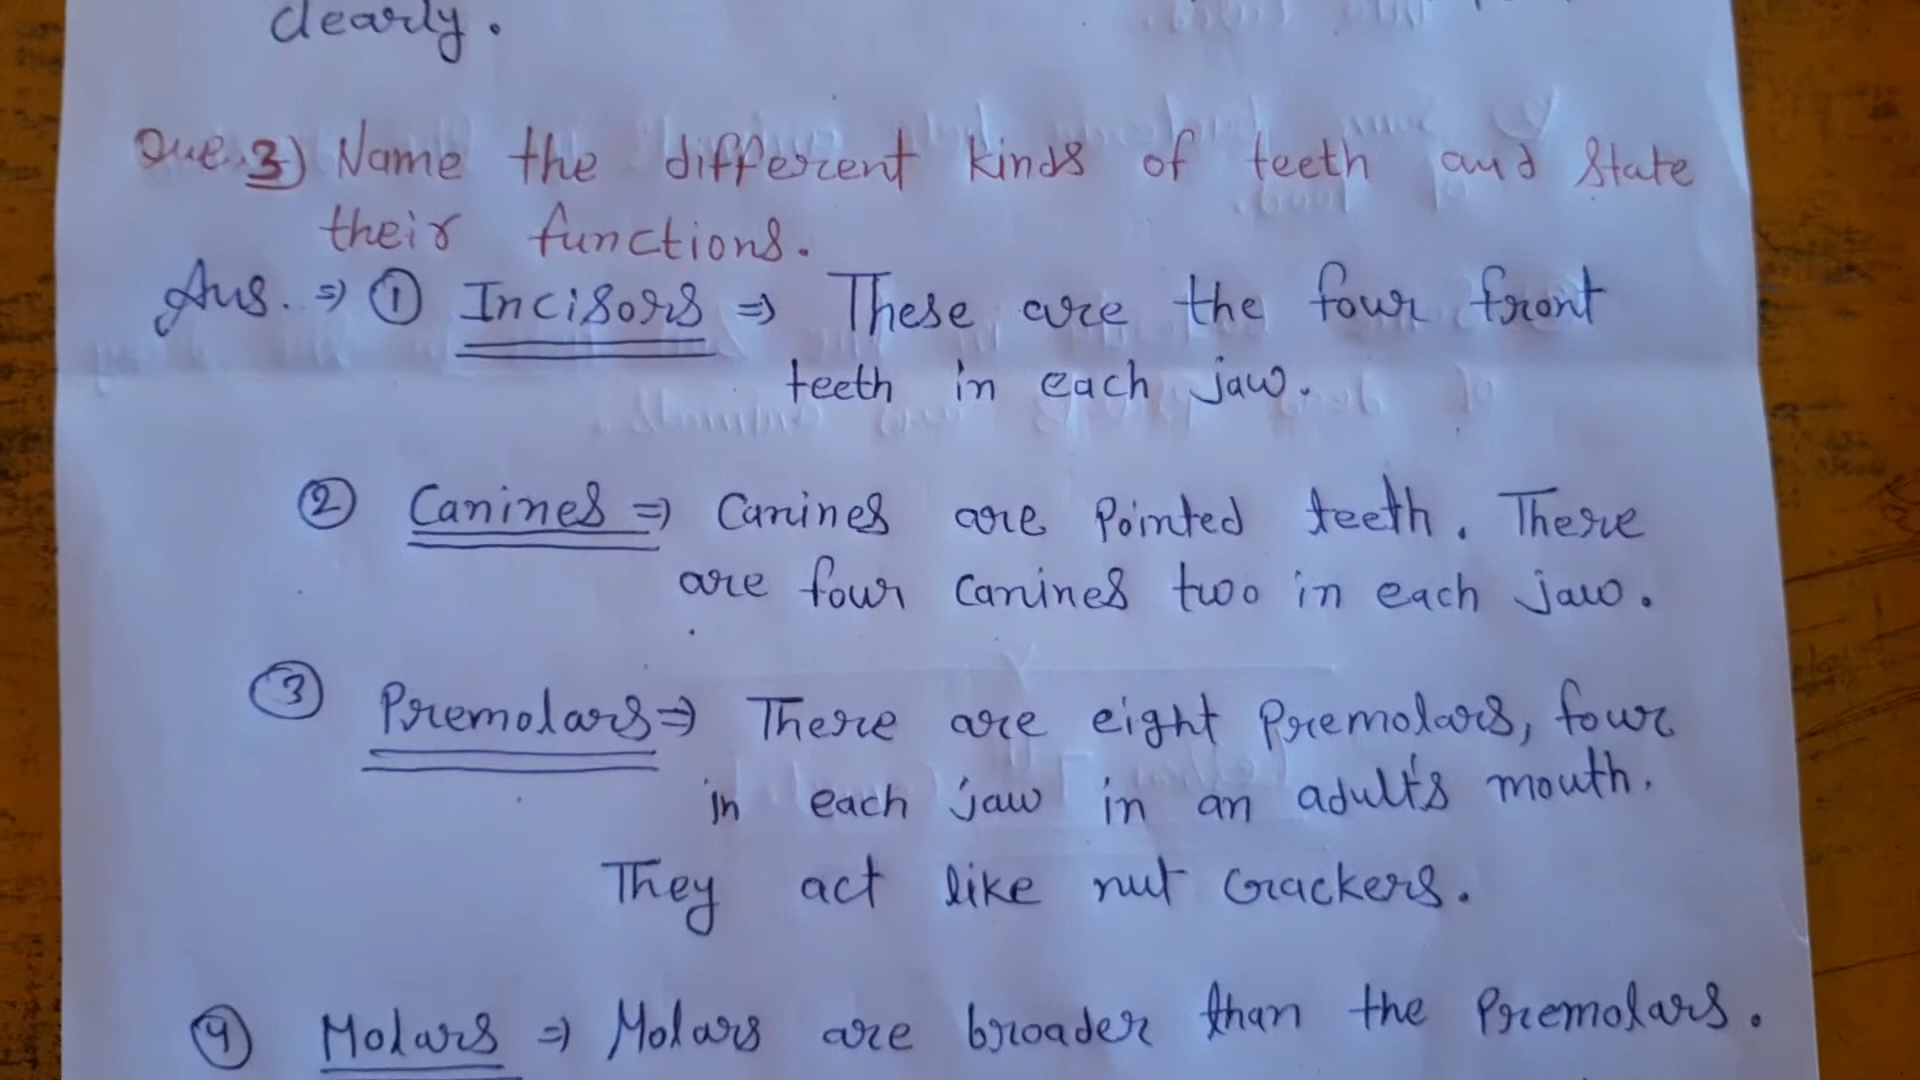 clearly.
Que.3) Name the different kinds of teeth and State
their functions.
Ans. ⇒ ① Incisors ⇒ These are the four front
teeth in each jaw.
② Canines ⇒ Canines are Pointed teeth. There
are four Canines two in each jaw.
③ Premolars ⇒ There are eight Premolars, four
in each jaw in an adult's mouth.
They act like nut Crackers.
④ Molars ⇒ Molars are broader than the Premolars.